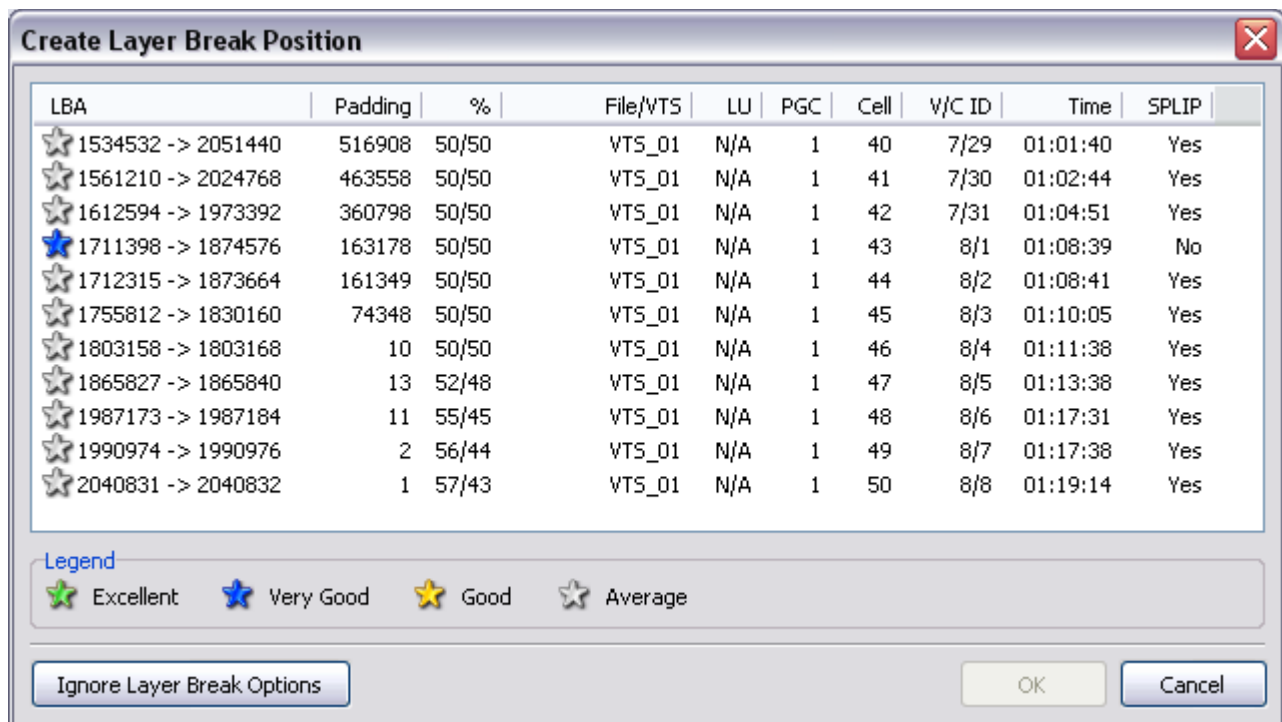 Create Layer Break Position
LBA Padding % File/VTS LU PGC Cell V/C ID Time SPLIP
1534532 -> 2051440 516908 50/50 VTS_01 N/A 1 40 7/29 01:01:40 Yes
1561210 -> 2024768 463558 50/50 VTS_01 N/A 1 41 7/30 01:02:44 Yes
1612594 -> 1973392 360798 50/50 VTS_01 N/A 1 42 7/31 01:04:51 Yes
1711398 -> 1874576 163178 50/50 VTS_01 N/A 1 43 8/1 01:08:39 No
1712315 -> 1873664 161349 50/50 VTS_01 N/A 1 44 8/2 01:08:41 Yes
1755812 -> 1830160 74348 50/50 VTS_01 N/A 1 45 8/3 01:10:05 Yes
1803158 -> 1803168 10 50/50 VTS_01 N/A 1 46 8/4 01:11:38 Yes
1865827 -> 1865840 13 52/48 VTS_01 N/A 1 47 8/5 01:13:38 Yes
1987173 -> 1987184 11 55/45 VTS_01 N/A 1 48 8/6 01:17:31 Yes
1990974 -> 1990976 2 56/44 VTS_01 N/A 1 49 8/7 01:17:38 Yes
2040831 -> 2040832 1 57/43 VTS_01 N/A 1 50 8/8 01:19:14 Yes
Legend
Excellent Very Good Good Average
Ignore Layer Break Options OK Cancel